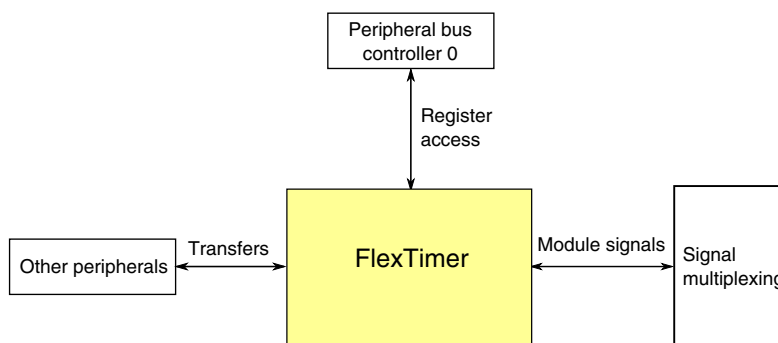 Peripheral bus
controller 0
Register
access
Transfers
Module signals
FlexTimer
Other peripherals
Signal
multiplexing